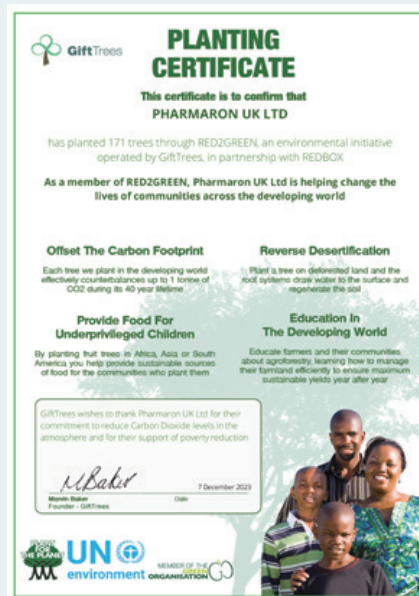 GiftTrees
PLANTING
CERTIFICATE
This certificate is to confirm that
PHARMARON UK LTD
has planted 171 trees through RED2GREEN, an environmental initiative
operated by GiftTrees, in partnership with REDBOX
As a member of RED2GREEN, Pharmaron UK Ltd is helping change the
lives of communities across the developing world
Offset The Carbon Footprint
Each tree we plant in the developing world
effectively counterbalances up to 1 tonne of
CO2 during its 40 year lifetime
Reverse Desertification
Plant a tree on deforested land and the
root systems draw water to the surface and
regenerate the soil
Provide Food For
Underprivileged Children
By planting fruit trees in Africa, Asia or South
America you help provide sustainable sources
of food for the communities who plant them
Education In
The Developing World
Educate farmers and their communities
about agroforestry, learning how to manage
their farmland efficiently to ensure maximum
sustainable yields year after year
GiftTrees wishes to thank Pharmaron UK Ltd for their
commitment to reduce Carbon Dioxide levels in the
atmosphere and for their support of poverty reduction
M Baker
7 December 2023
Marvin Baker
Date
Founder - GiftTrees
FOR
THE PLANET
UN
environment
MEMBER OF THE
GREEN
ORGANISATION